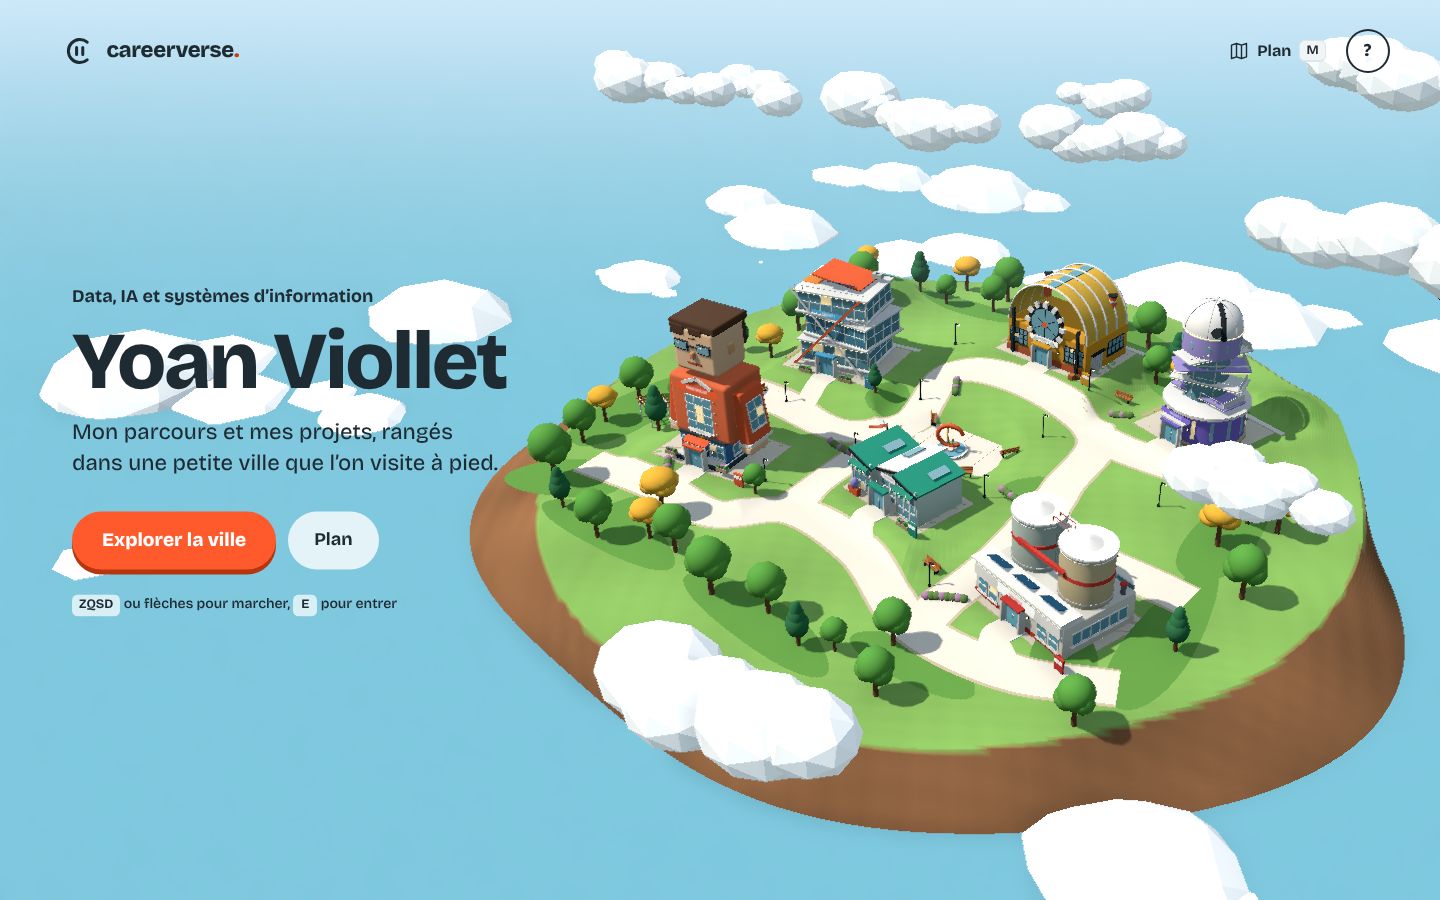 careerverse.
Plan M ?
Data, IA et systèmes d'information
Yoan Viollet
Mon parcours et mes projets, rangés
dans une petite ville que l'on visite à pied.
Explorer la ville
Plan
ZQSD ou flèches pour marcher, E pour entrer